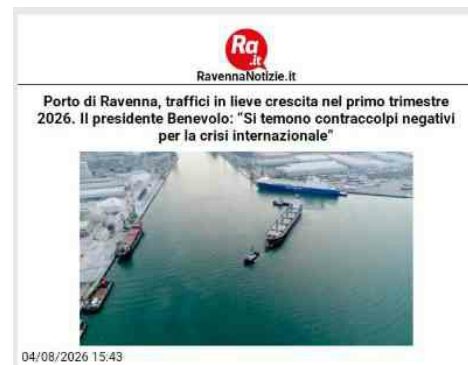 Ra
.it
RavennaNotizie.it
Porto di Ravenna, traffici in lieve crescita nel primo trimestre
2026. Il presidente Benevolo: “Si temono contraccolpi negativi
per la crisi internazionale”
04/08/2026 15:43